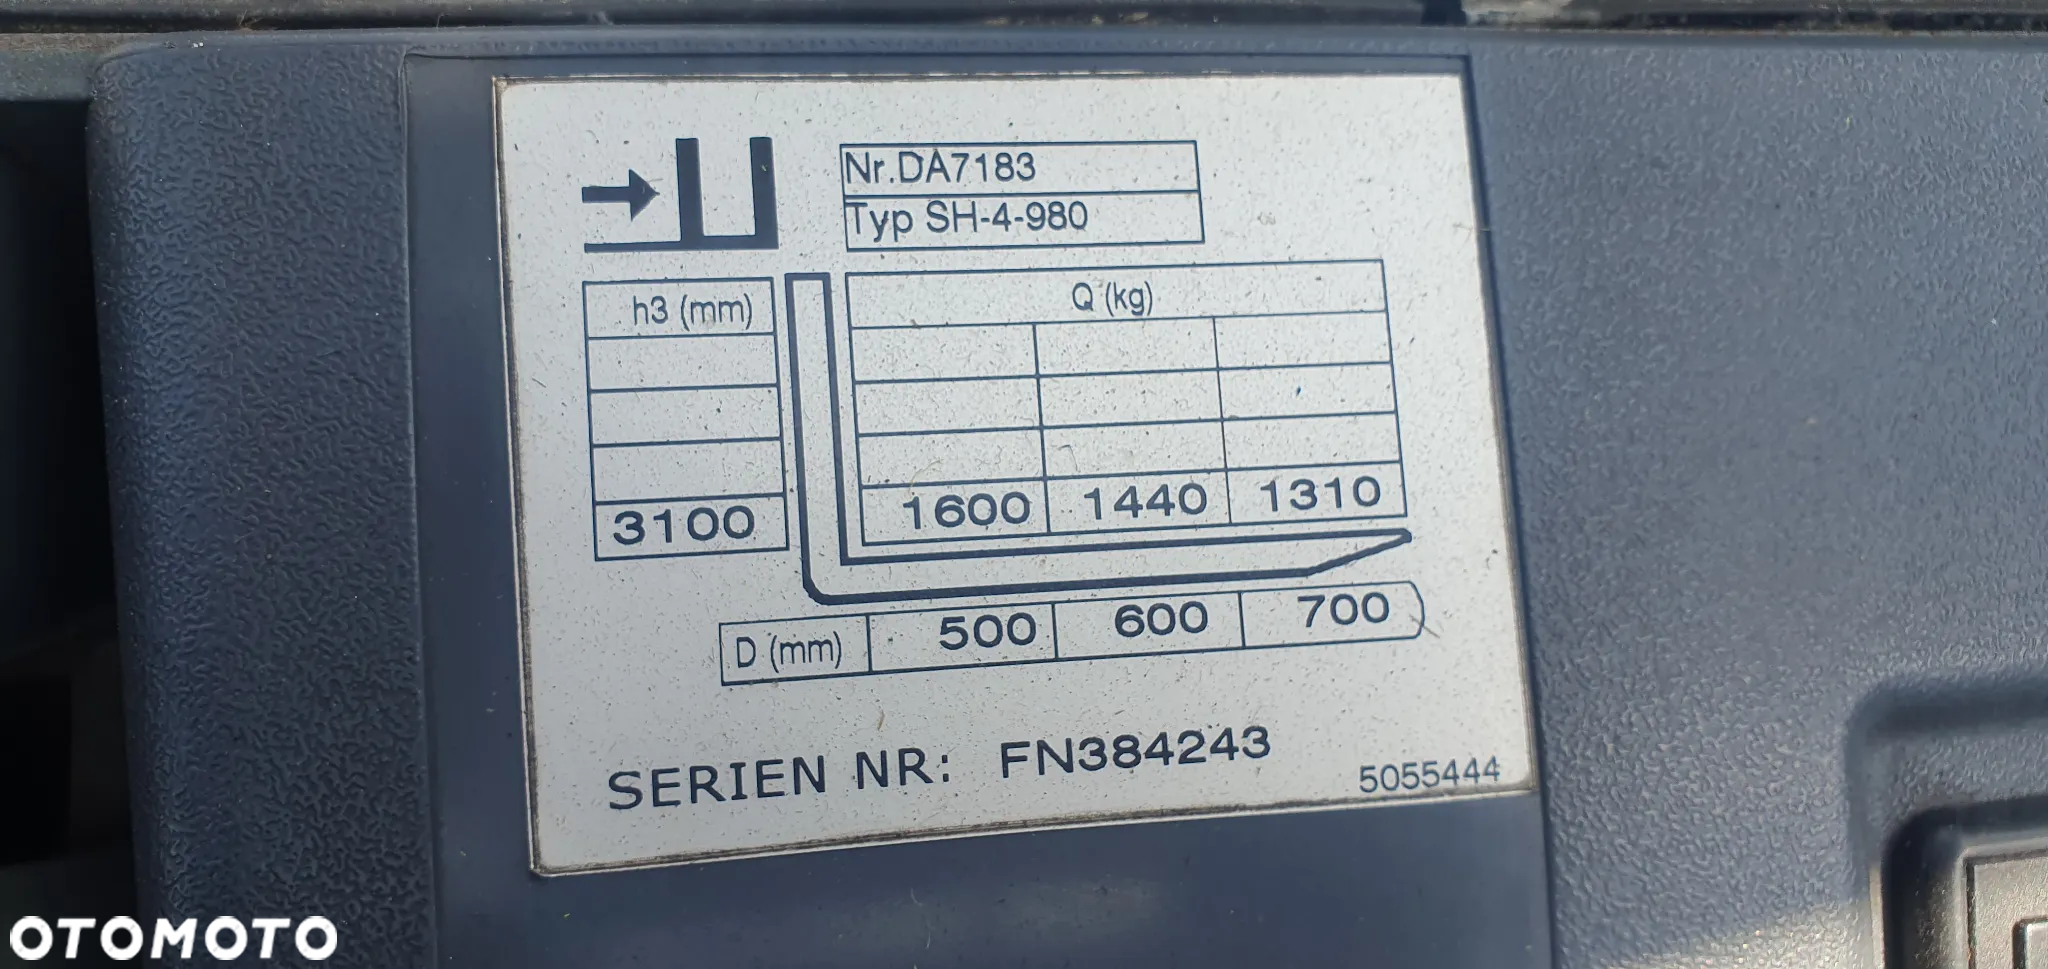 Nr.DA7183
Typ SH-4-980
h3 (mm)
Q (kg)
3100
1600 1440 1310
D (mm) 500 600 700
SERIEN NR: FN384243
5055444
OTOMOTO